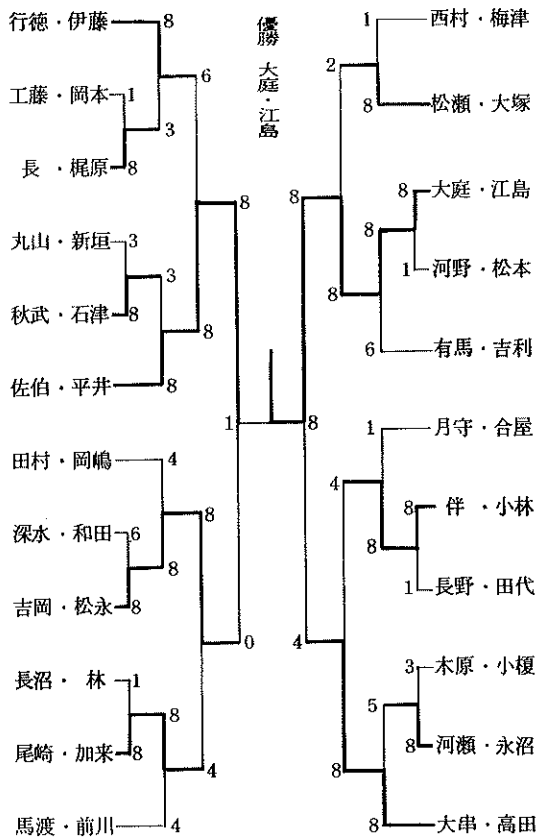 優勝 大庭・江島
行徳・伊藤 8
6
工藤・岡本 1
3
長・梶原 8
8
丸山・新垣 3
3
秋武・石津 8
8
佐伯・平井 8
1
田村・岡嶋 4
8
深水・和田 6
8
吉岡・松永 8
0
長沼・林 1
8
尾崎・加来 8
4
馬渡・前川 4
1 西村・梅津
2
8 松瀬・大塚
8
8 大庭・江島
8
1 河野・松本
8
6 有馬・吉利
8
1 月守・合屋
4
8 伴・小林
8
1 長野・田代
4
3 木原・小榎
5
8 河瀬・永沼
8
8 大串・高田